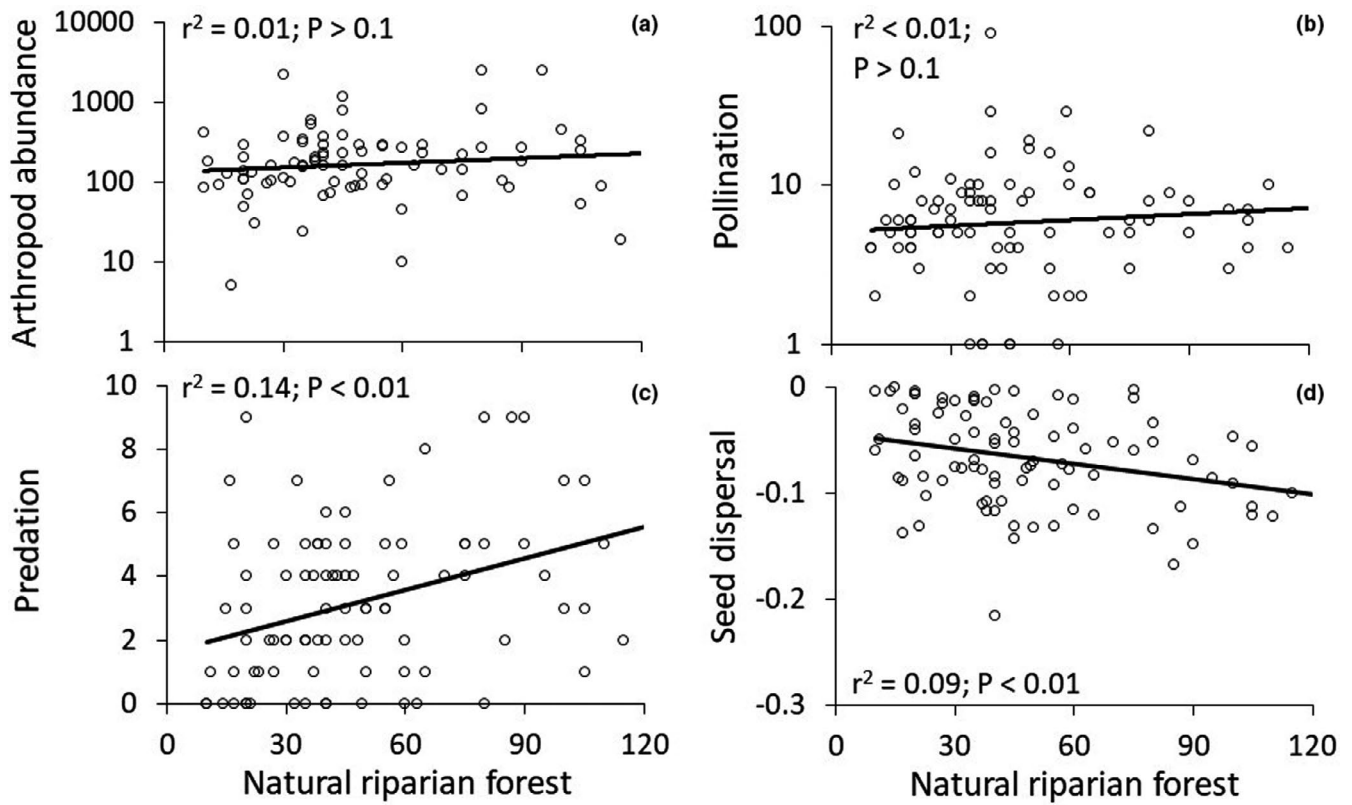 10000
1000
100
10
1
Arthropod abundance
r² = 0.01; P > 0.1
(a)
100
10
1
Pollination
r² < 0.01;
P > 0.1
(b)
10
8
6
4
2
0
Predation
r² = 0.14; P < 0.01
(c)
0 30 60 90 120
Natural riparian forest
0
-0.1
-0.2
-0.3
Seed dispersal
(d)
r² = 0.09; P < 0.01
0 30 60 90 120
Natural riparian forest